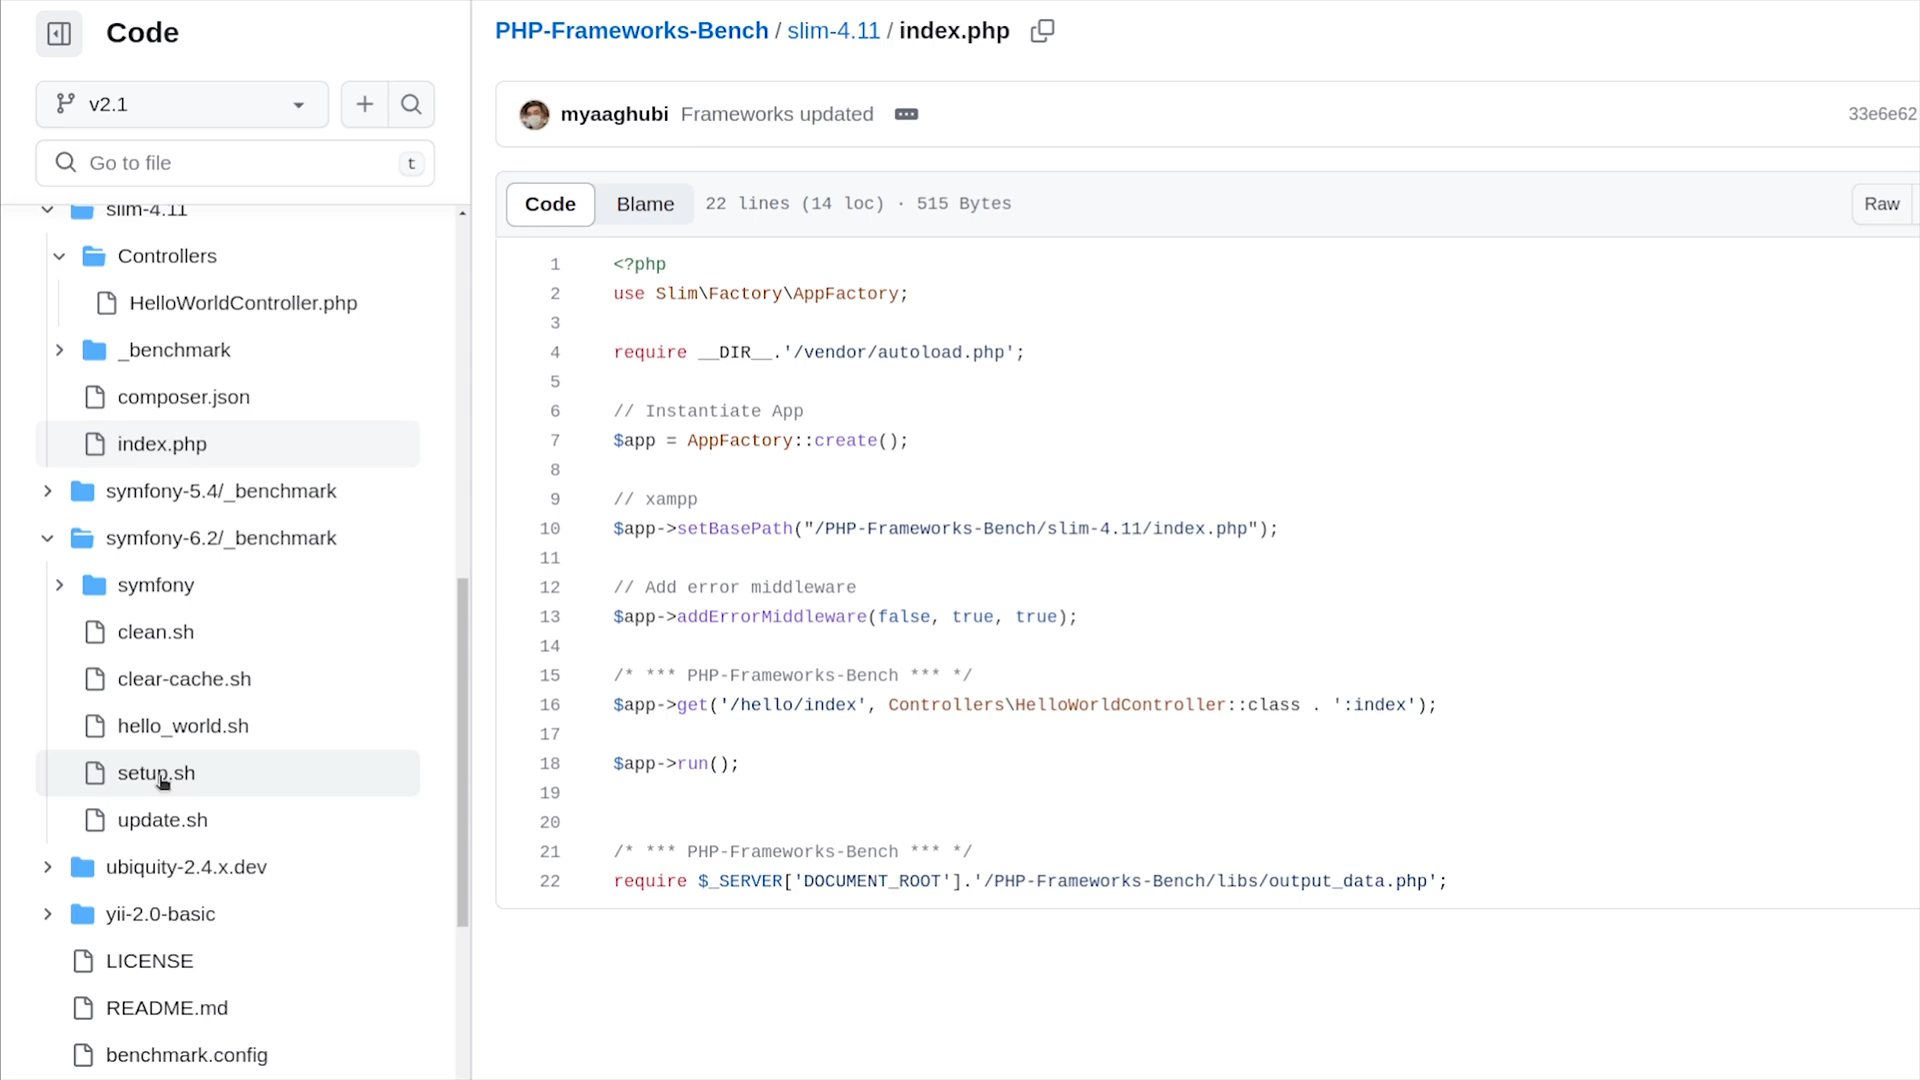 Code
v2.1
Go to file t
slim-4.11
Controllers
HelloWorldController.php
_benchmark
composer.json
index.php
symfony-5.4/_benchmark
symfony-6.2/_benchmark
symfony
clean.sh
clear-cache.sh
hello_world.sh
setup.sh
update.sh
ubiquity-2.4.x.dev
yii-2.0-basic
LICENSE
README.md
benchmark.config
PHP-Frameworks-Bench / slim-4.11 / index.php
myaaghubi Frameworks updated 33e6e62
Code Blame 22 lines (14 loc) · 515 Bytes Raw
1 <?php
2 use Slim\Factory\AppFactory;
3
4 require __DIR__.'/vendor/autoload.php';
5
6 // Instantiate App
7 $app = AppFactory::create();
8
9 // xampp
10 $app->setBasePath("/PHP-Frameworks-Bench/slim-4.11/index.php");
11
12 // Add error middleware
13 $app->addErrorMiddleware(false, true, true);
14
15 /* *** PHP-Frameworks-Bench *** */
16 $app->get('/hello/index', Controllers\HelloWorldController::class . ':index');
17
18 $app->run();
19
20
21 /* *** PHP-Frameworks-Bench *** */
22 require $_SERVER['DOCUMENT_ROOT'].'/PHP-Frameworks-Bench/libs/output_data.php';